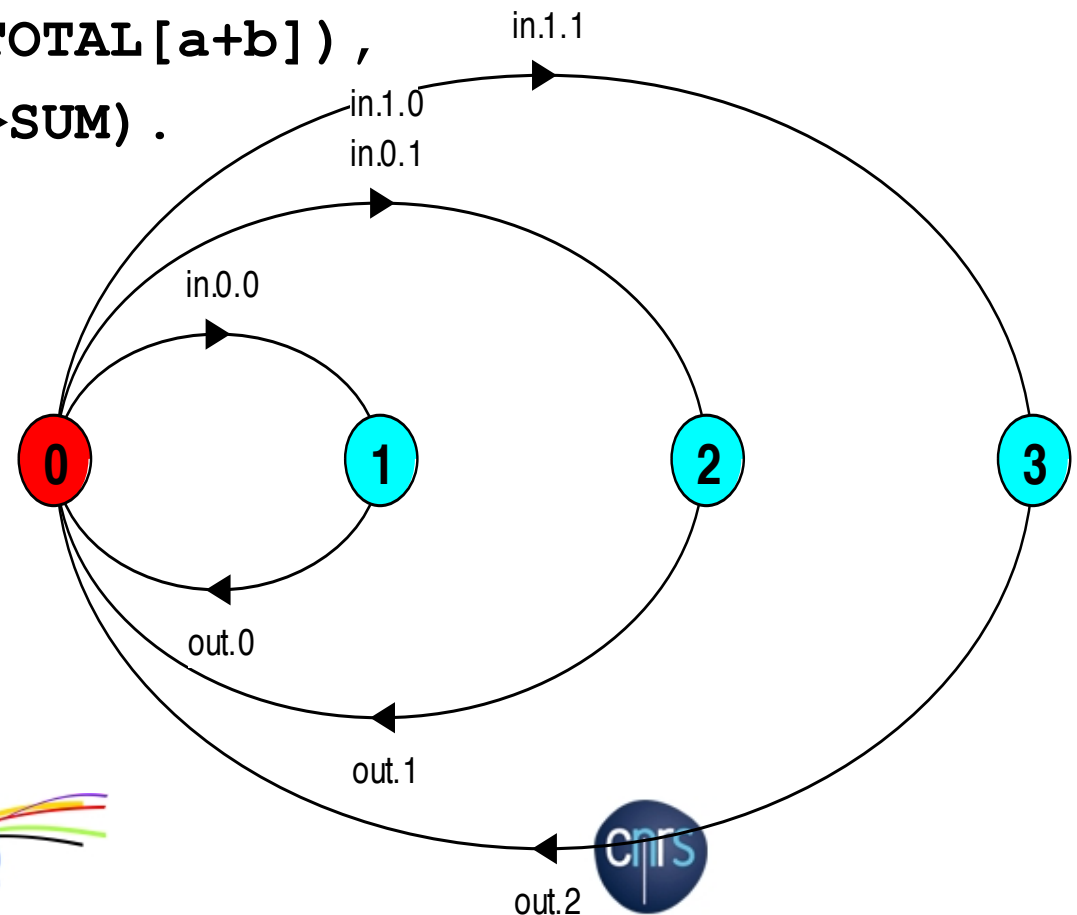 TOTAL[a+b]),
>SUM).
in.1.1
in.1.0
in.0.1
in.0.0
0
1
2
3
out.0
out.1
out.2
cnrs